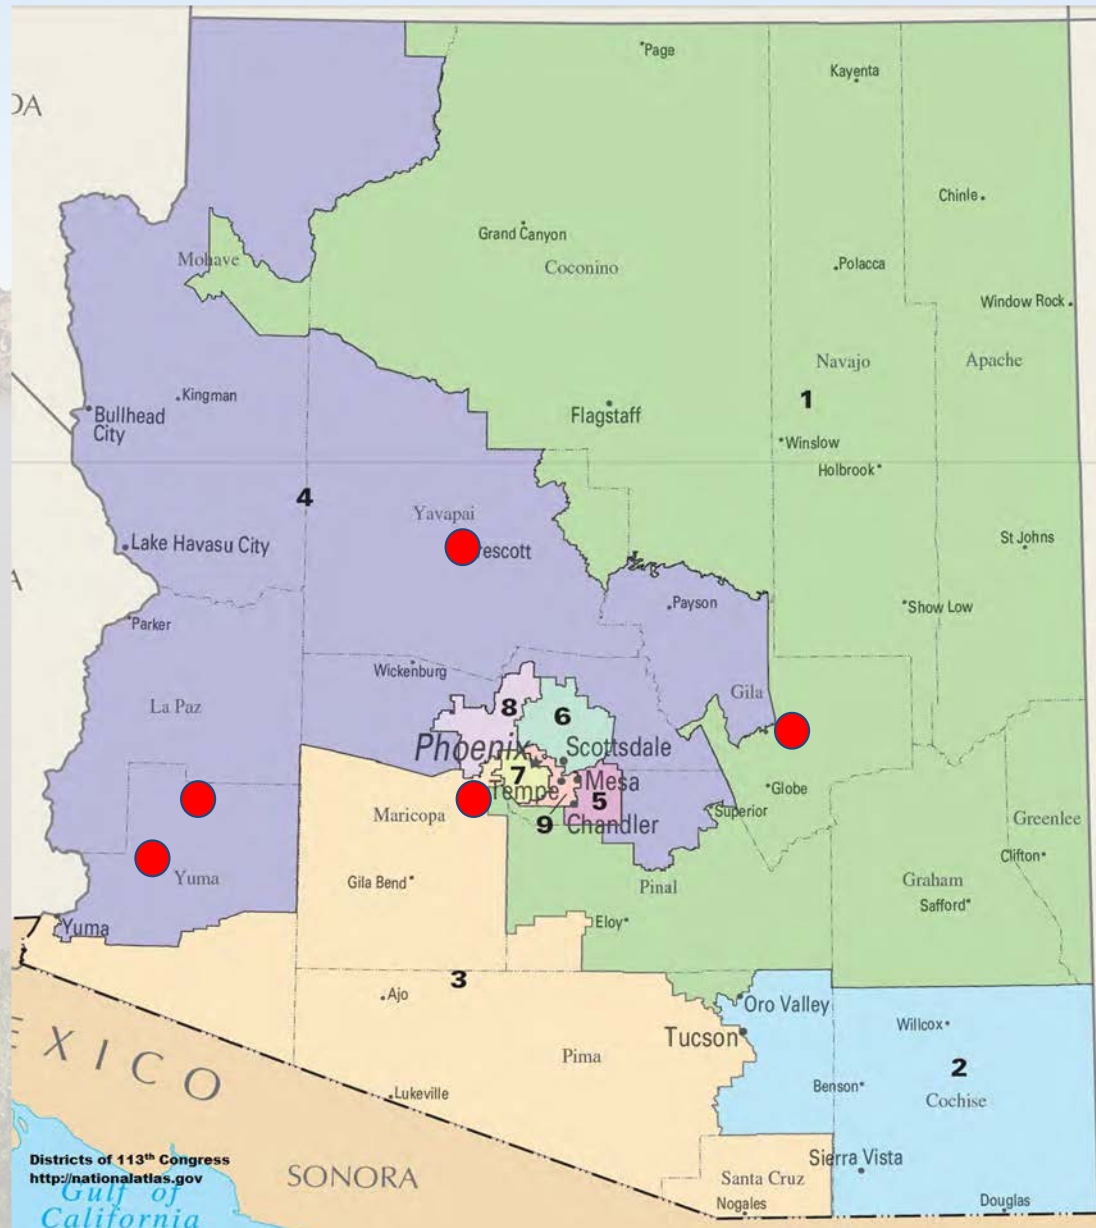 Page
Kayenta
DA
Chinle
Grand Canyon
Mohave
Coconino
Polacca
Window Rock
Navajo
Apache
Kingman
1
Bullhead
City
Flagstaff
Winslow
Holbrook
4
Yavapai
Lake Havasu City
rescott
St Johns
A
Payson
Show Low
Parker
Wickenburg
Gila
La Paz
8
6
Phoenix
Scottsdale
7
Mesa
Tempe
5
Globe
Maricopa
9
Chandler
Superior
Greenlee
Clifton
Yuma
Gila Bend
Pinal
Graham
Safford
Yuma
Eloy
3
Ajo
Oro Valley
Willcox
Tucson
EXICO
Pima
2
Benson
Cochise
Lukeville
Districts of 113th Congress
http://nationalatlas.gov
Sierra Vista
SONORA
Santa Cruz
Gulf of
California
Nogales
Douglas